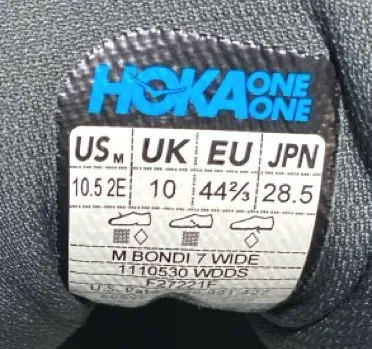 HOKA ONE ONE
US M UK EU JPN
10.5 2E 10 44⅔ 28.5
M BONDI 7 WIDE
1110530 WDDS
F27221F
U.S.